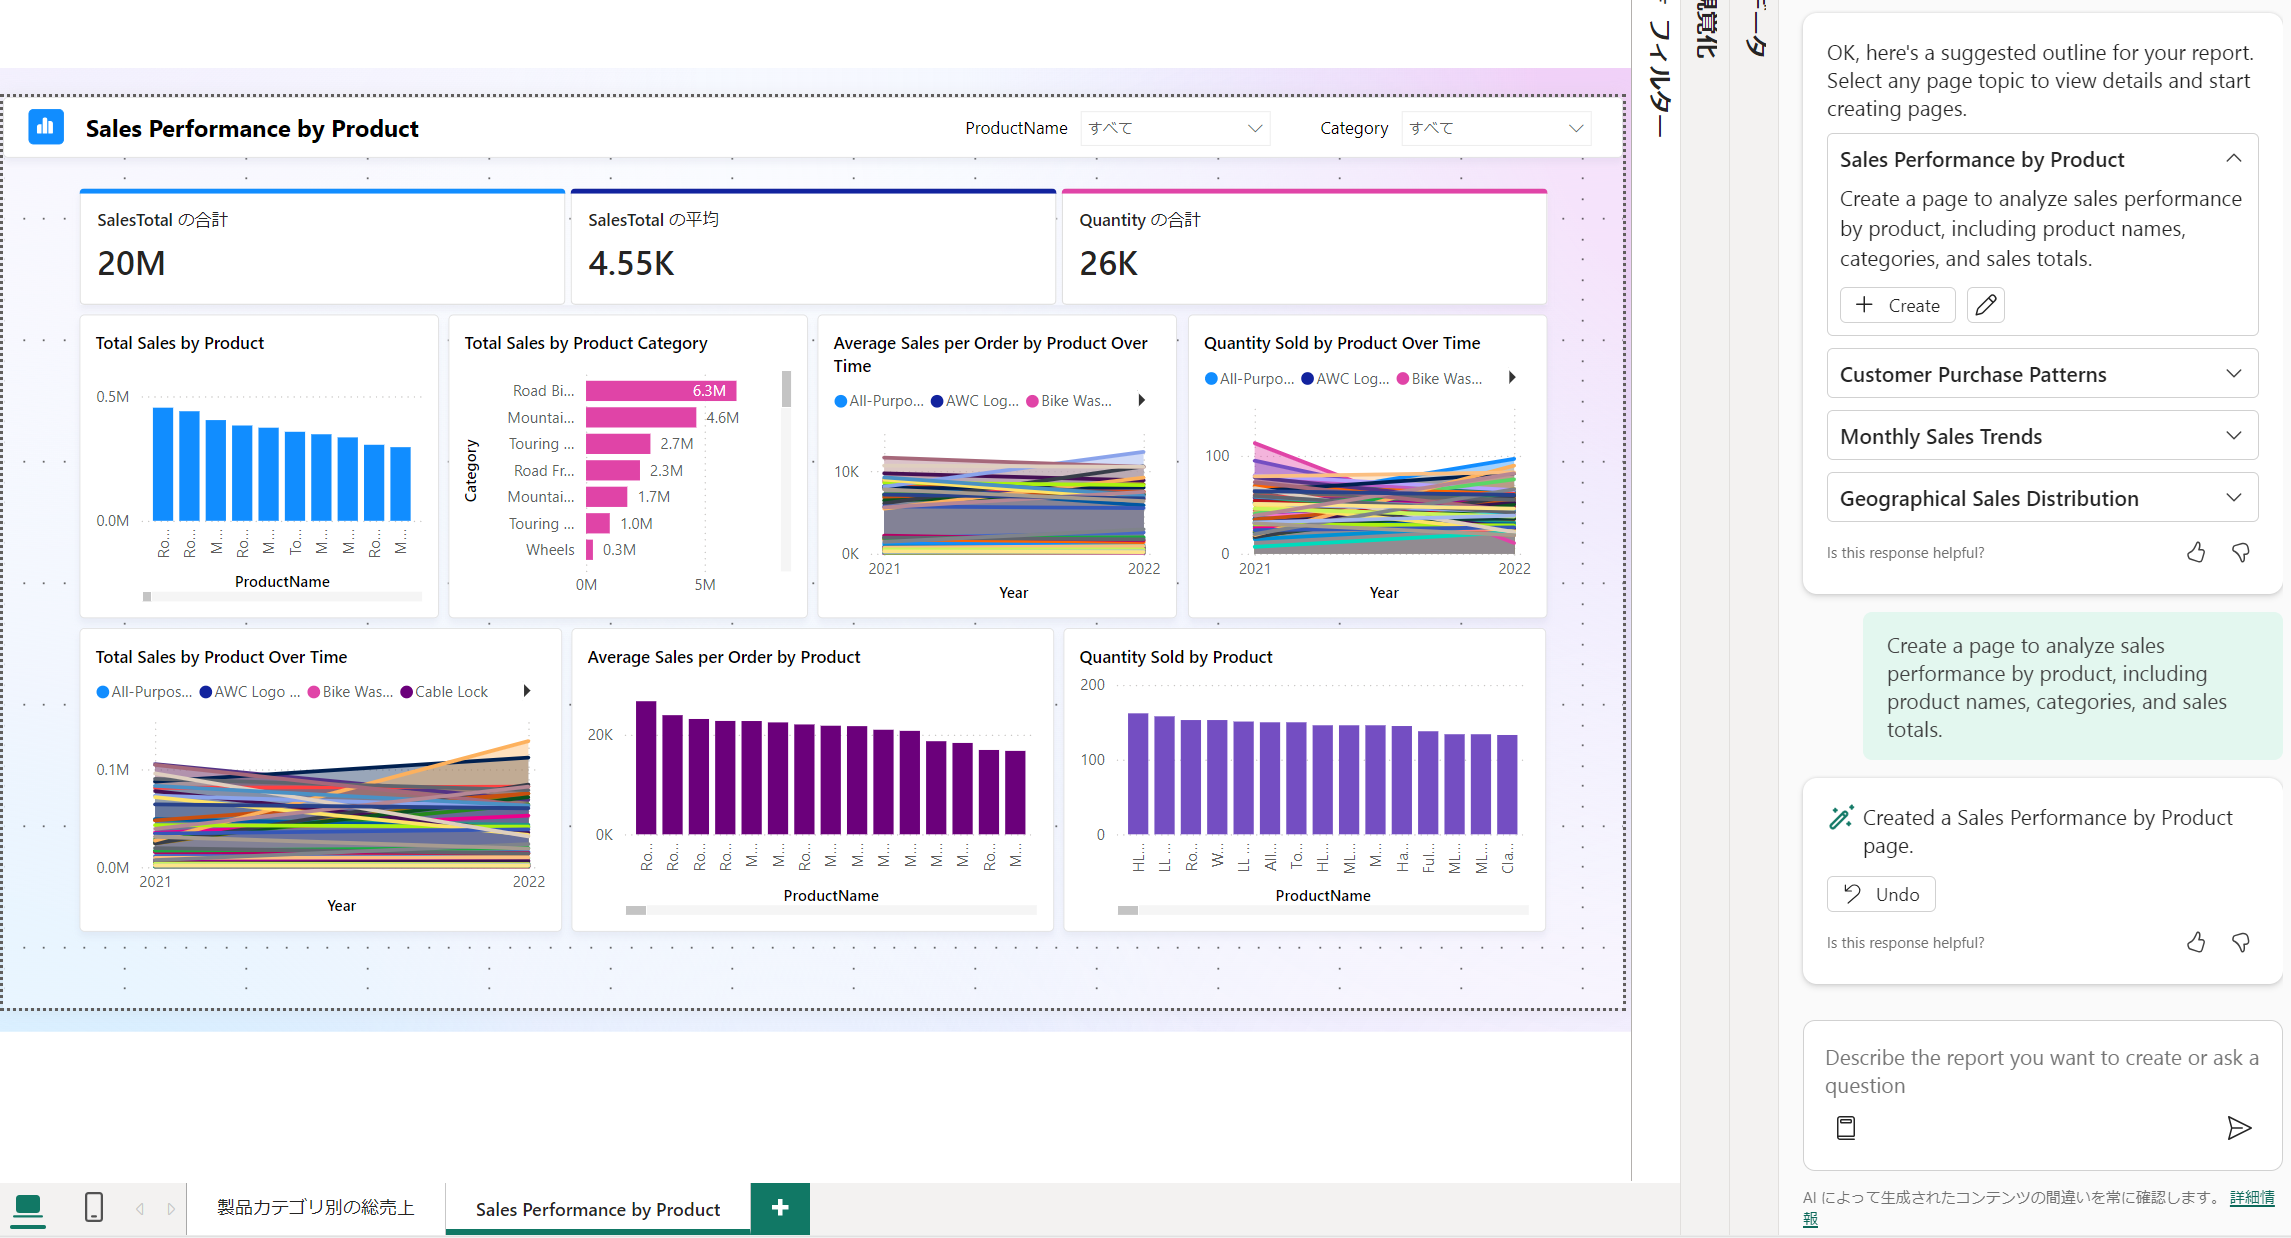 Sales Performance by Product
ProductName
すべて
Category
すべて
SalesTotal の合計
20M
SalesTotal の平均
4.55K
Quantity の合計
26K
Total Sales by Product
0.5M
0.0M
Ro...
Ro...
M...
Ro...
M...
To...
M...
M...
Ro...
M...
ProductName
Total Sales by Product Category
Category
Road Bi...
6.3M
Mountai...
4.6M
Touring ...
2.7M
Road Fr...
2.3M
Mountai...
1.7M
Touring ...
1.0M
Wheels
0.3M
0M
5M
Average Sales per Order by Product Over
Time
All-Purpo...
AWC Log...
Bike Was...
10K
0K
2021
2022
Year
Quantity Sold by Product Over Time
All-Purpo...
AWC Log...
Bike Was...
100
0
2021
2022
Year
Total Sales by Product Over Time
All-Purpos...
AWC Logo ...
Bike Was...
Cable Lock
0.1M
0.0M
2021
2022
Year
Average Sales per Order by Product
20K
0K
Ro...
Ro...
Ro...
Ro...
M...
M...
Ro...
M...
M...
M...
M...
M...
M...
Ro...
M...
ProductName
Quantity Sold by Product
200
100
0
HL...
LL ...
Ro...
W...
LL ...
All...
To...
HL...
ML...
M...
Ha...
Ful...
ML...
ML...
Cla...
ProductName
製品カテゴリ別の総売上
Sales Performance by Product
フィルター
視覚化
データ
OK, here's a suggested outline for your report.
Select any page topic to view details and start
creating pages.
Sales Performance by Product
Create a page to analyze sales performance
by product, including product names,
categories, and sales totals.
Create
Customer Purchase Patterns
Monthly Sales Trends
Geographical Sales Distribution
Is this response helpful?
Create a page to analyze sales
performance by product, including
product names, categories, and sales
totals.
Created a Sales Performance by Product
page.
Undo
Is this response helpful?
Describe the report you want to create or ask a
question
AI によって生成されたコンテンツの間違いを常に確認します。 詳細情
報